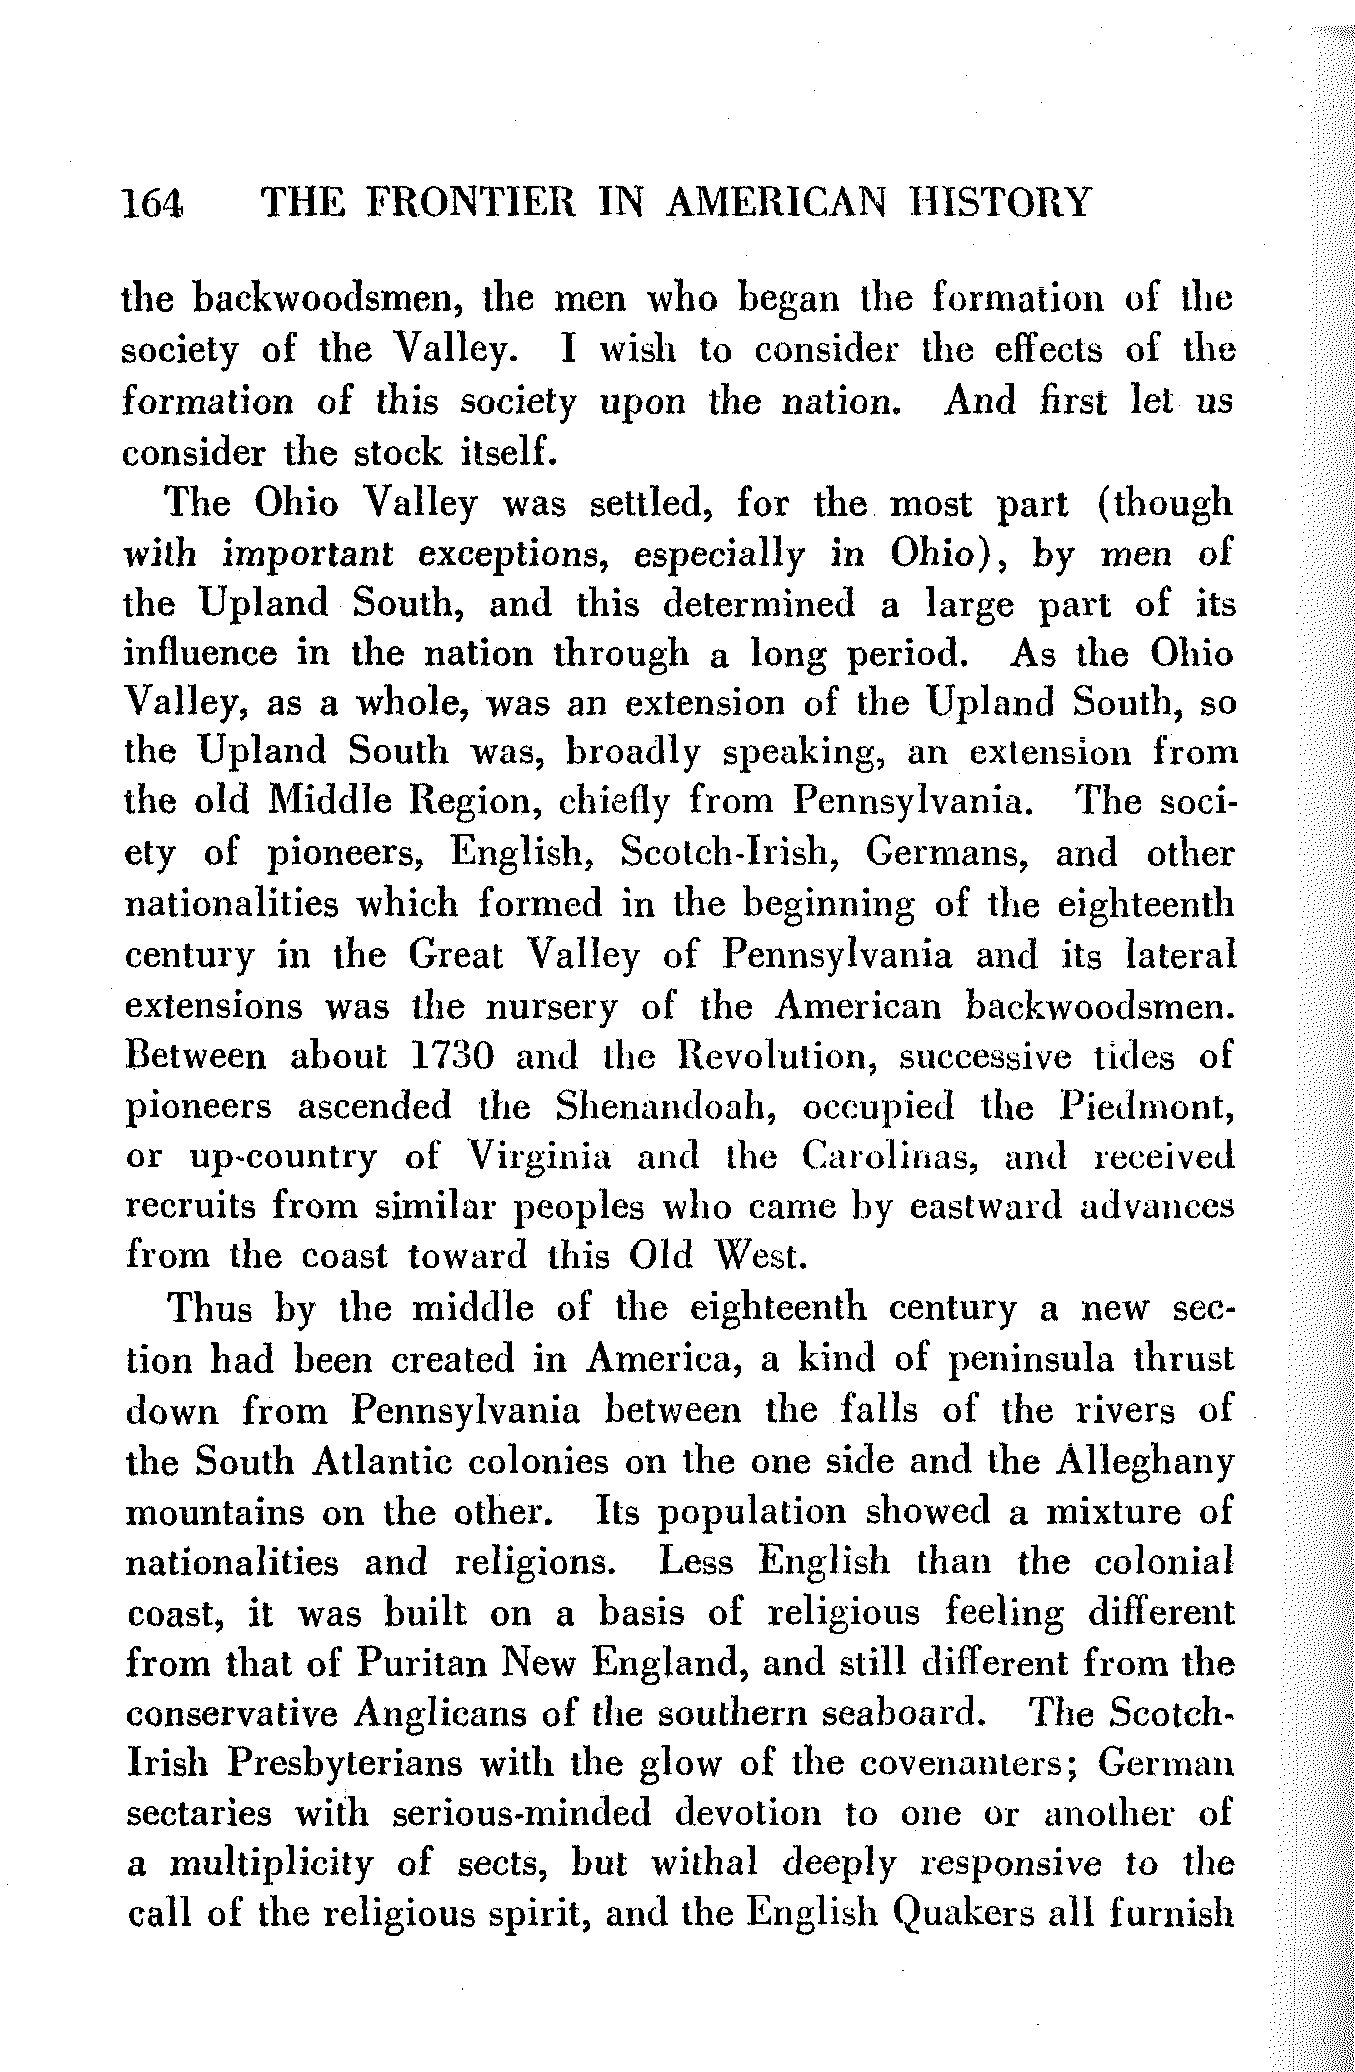 164 THE FRONTIER IN AMERICAN HISTORY
the backwoodsmen, the men who began the formation of the
society of the Valley. I wish to consider the effects of the
formation of this society upon the nation. And first let us
consider the stock itself.
The Ohio Valley was settled, for the most part (though
with important exceptions, especially in Ohio), by men of
the Upland South, and this determined a large part of its
influence in the nation through a long period. As the Ohio
Valley, as a whole, was an extension of the Upland South, so
the Upland South was, broadly speaking, an extension from
the old Middle Region, chiefly from Pennsylvania. The soci-
ety of pioneers, English, Scotch-Irish, Germans, and other
nationalities which formed in the beginning of the eighteenth
century in the Great Valley of Pennsylvania and its lateral
extensions was the nursery of the American backwoodsmen.
Between about 1730 and the Revolution, successive tides of
pioneers ascended the Shenandoah, occupied the Piedmont,
or up-country of Virginia and the Carolinas, and received
recruits from similar peoples who came by eastward advances
from the coast toward this Old West.
Thus by the middle of the eighteenth century a new sec-
tion had been created in America, a kind of peninsula thrust
down from Pennsylvania between the falls of the rivers of
the South Atlantic colonies on the one side and the Alleghany
mountains on the other. Its population showed a mixture of
nationalities and religions. Less English than the colonial
coast, it was built on a basis of religious feeling different
from that of Puritan New England, and still different from the
conservative Anglicans of the southern seaboard. The Scotch-
Irish Presbyterians with the glow of the covenanters; German
sectaries with serious-minded devotion to one or another of
a multiplicity of sects, but withal deeply responsive to the
call of the religious spirit, and the English Quakers all furnish